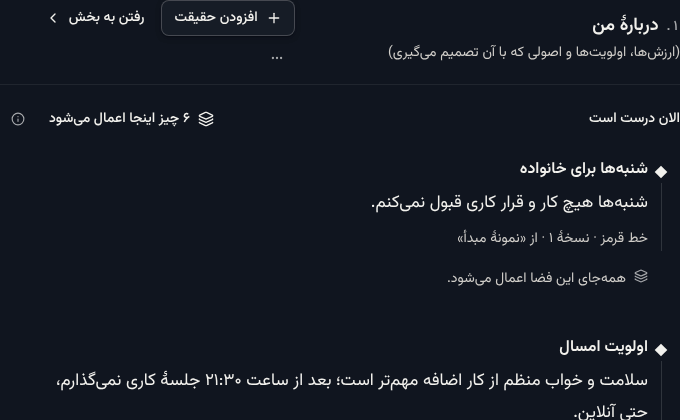 ۱. دربارهٔ من
افزودن حقیقت
رفتن به بخش
(ارزش‌ها، اولویت‌ها و اصولی که با آن تصمیم می‌گیری)
...
الان درست است
۶ چیز اینجا اعمال می‌شود
شنبه‌ها برای خانواده
شنبه‌ها هیچ کار و قرار کاری قبول نمی‌کنم.
خط قرمز · نسخهٔ ۱ · از «نمونهٔ مبدأ»
همه‌جای این فضا اعمال می‌شود.
اولویت امسال
سلامت و خواب منظم از کار اضافه مهم‌تر است؛ بعد از ساعت ۲۱:۳۰ جلسهٔ کاری نمی‌گذارم،
حتی آنلاین.